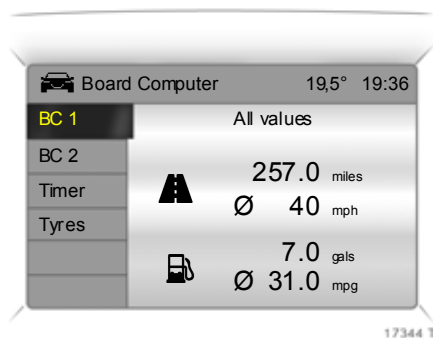 Board Computer 19,5° 19:36
BC 1
All values
BC 2
Timer
Tyres
257.0 miles
Ø 40 mph
7.0 gals
Ø 31.0 mpg
17344 T